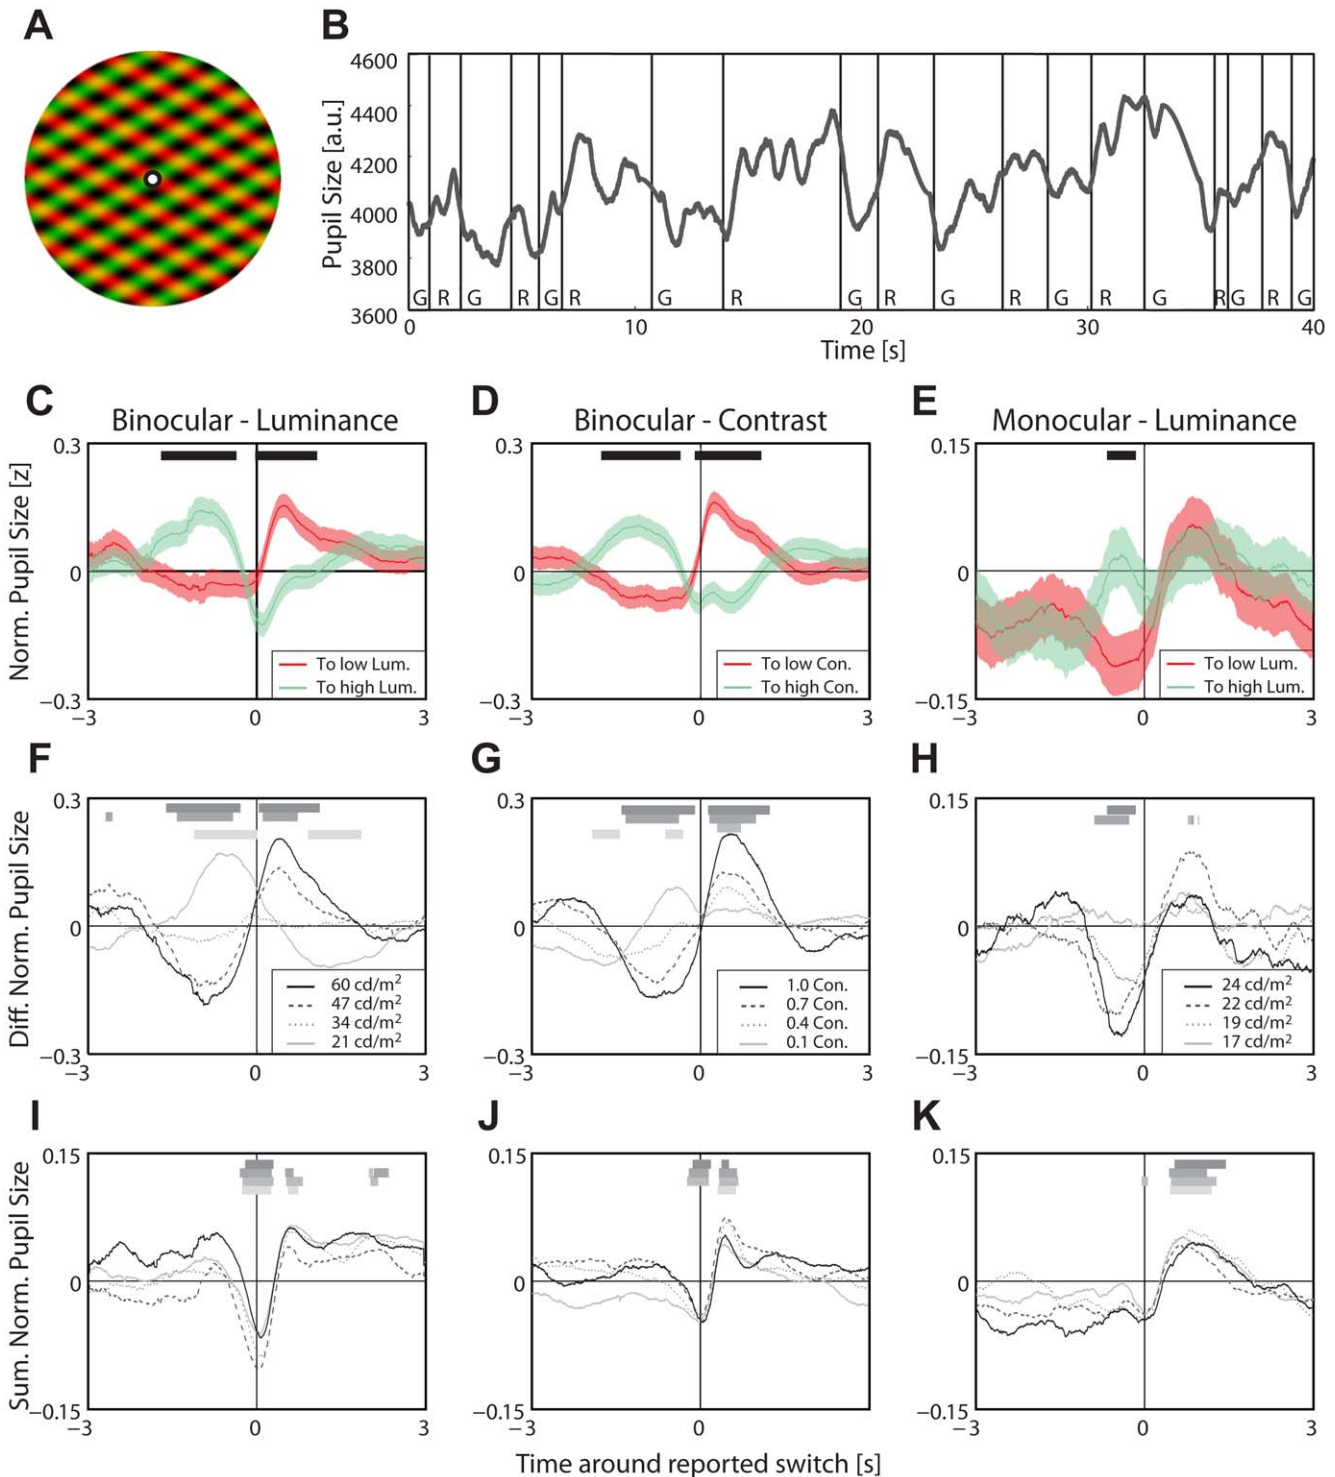 A
B
4600
4400
4200
4000
3800
3600
Pupil Size [a.u.]
G R G R G R G R G R G R G R G R G R G
0 10 20 30 40
Time [s]
C D E
Binocular - Luminance Binocular - Contrast Monocular - Luminance
Norm. Pupil Size [z]
0.3 0.3 0.15
0 0 0
To low Lum. To low Con. To low Lum.
To high Lum. To high Con. To high Lum.
−0.3 −0.3 −0.15
−3 0 3 −3 0 3 −3 0 3
F G H
Diff. Norm. Pupil Size
0.3 0.3 0.15
0 0 0
60 cd/m² 1.0 Con. 24 cd/m²
47 cd/m² 0.7 Con. 22 cd/m²
34 cd/m² 0.4 Con. 19 cd/m²
21 cd/m² 0.1 Con. 17 cd/m²
−0.3 −0.3 −0.15
−3 0 3 −3 0 3 −3 0 3
I J K
Sum. Norm. Pupil Size
0.15 0.15 0.15
0 0 0
−0.15 −0.15 −0.15
−3 0 3 −3 0 3 −3 0 3
Time around reported switch [s]